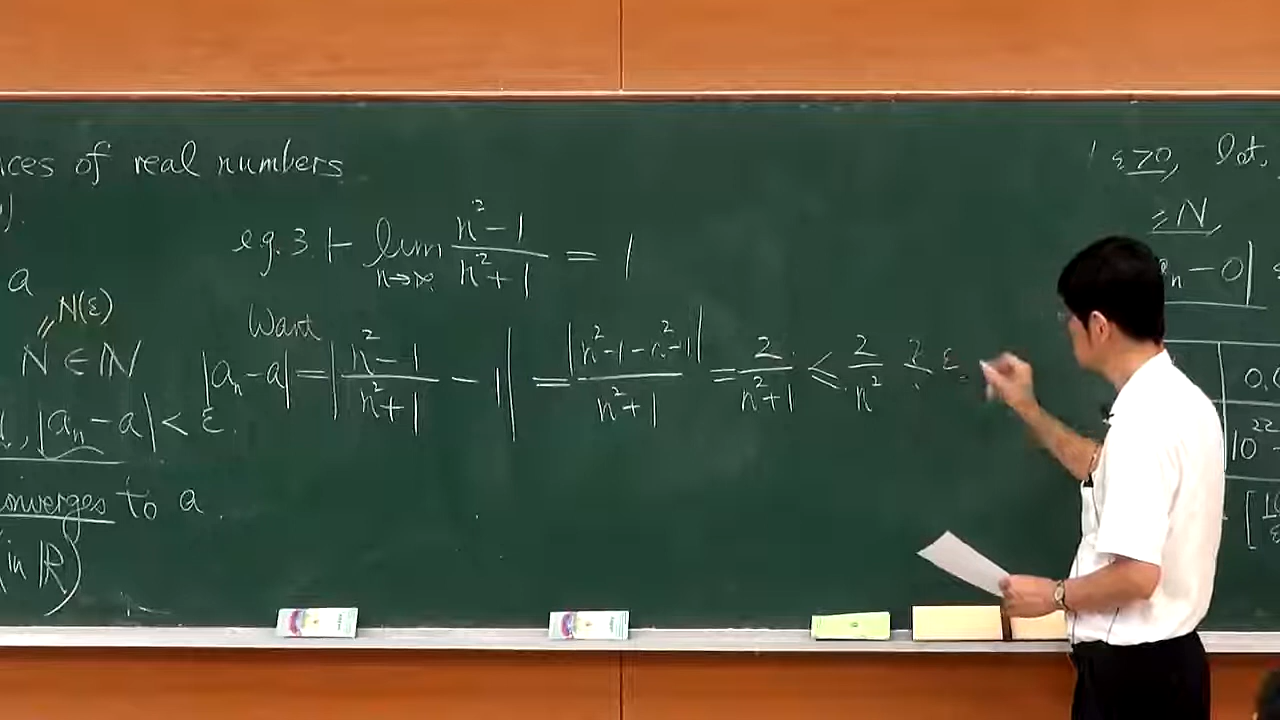 ces of real numbers
a
N(ε)
N ∈ ℕ
, |aₙ - a| < ε.
onverges to a.
(in ℝ)
eg. 3. lim n→∞ (n²-1)/(n²+1) = 1
Want
|aₙ-a| = |(n²-1)/(n²+1) - 1| = |n²-1-n²-1|/(n²+1) = 2/(n²+1) ≤ 2/n² ε
ε>0, let
≥N
ₙ - 0|
0.0
10²²